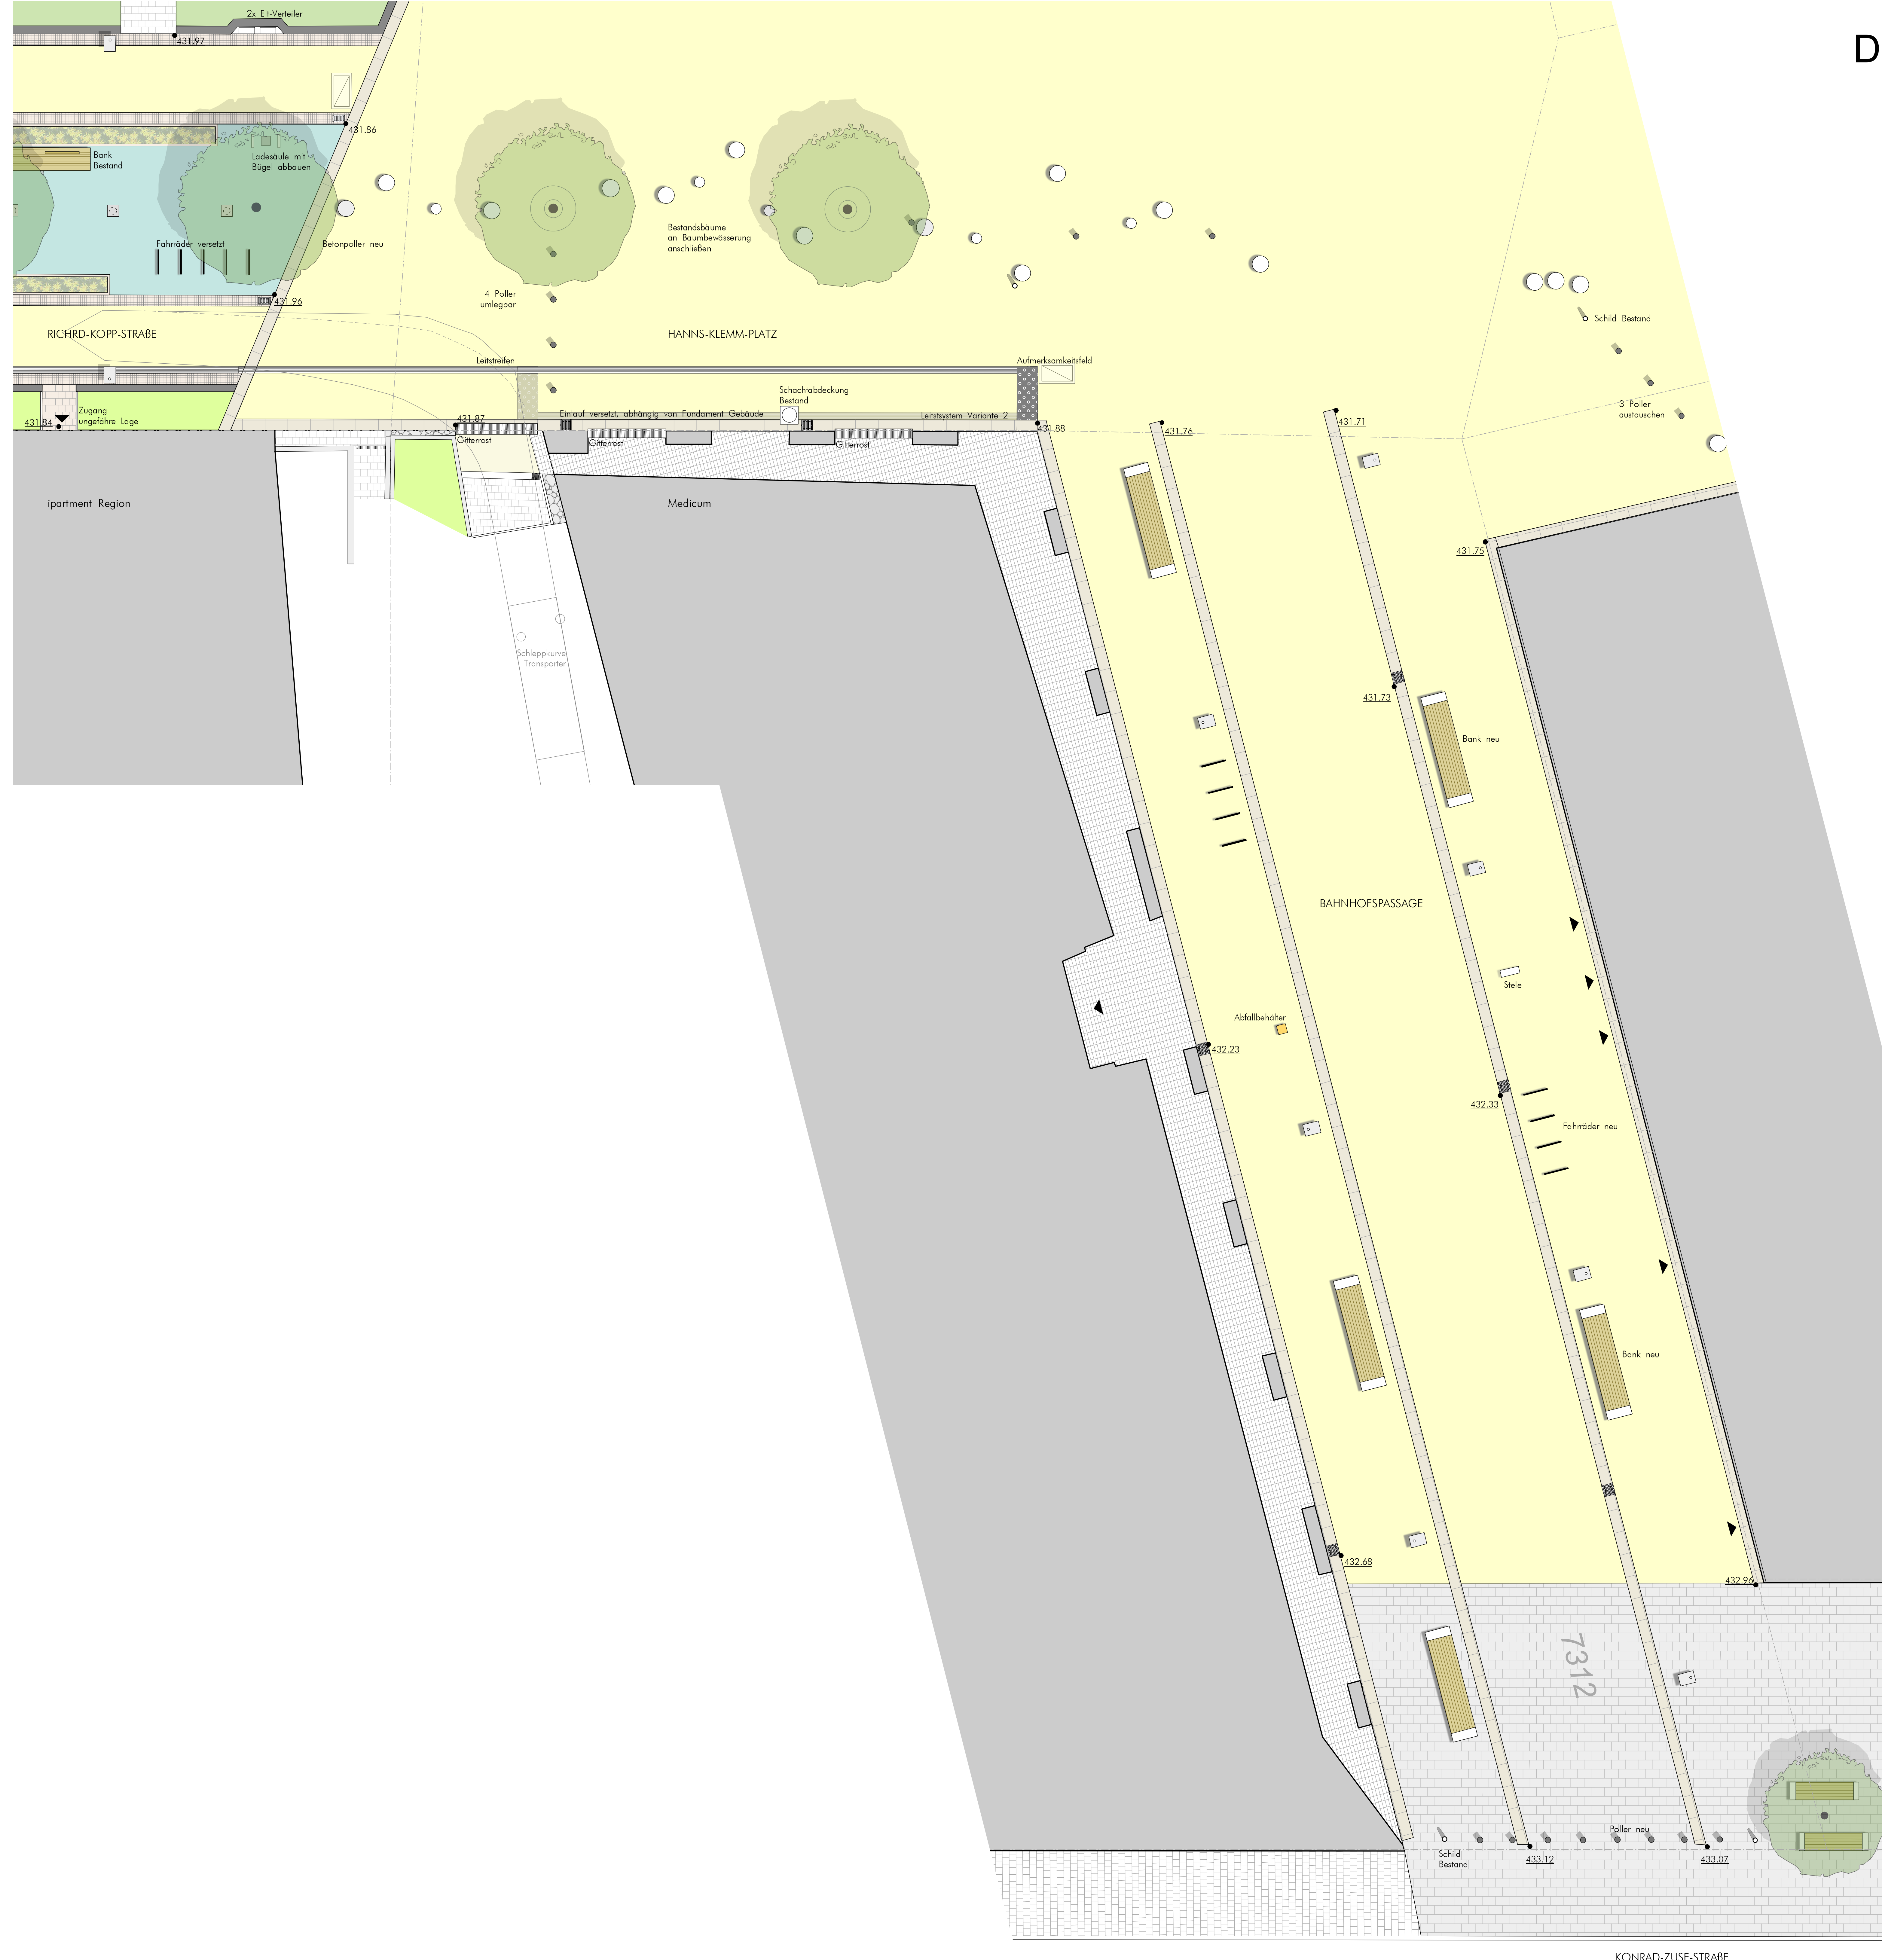 2x Elt-Verteiler
D
431.97
431.86
Bank
Bestand
Ladesäule mit
Bügel abbauen
Fahrräder versetzt
Betonpoller neu
Bestandsbäume
an Baumbewässerung
anschließen
4 Poller
umlegbar
431.96
Schild Bestand
RICHRD-KOPP-STRAßE
HANNS-KLEMM-PLATZ
Leitstreifen
Aufmerksamkeitsfeld
Schachtabdeckung
Bestand
3 Poller
austauschen
Zugang
ungefähre Lage
431.84
431.87
Einlauf versetzt, abhängig von Fundament Gebäude
Leitstsystem Variante 2
431.88
431.76
431.71
Gitterrost
Gitterrost
Gitterrost
ipartment Region
Medicum
431.75
Schleppkurve
Transporter
431.73
Bank neu
BAHNHOFSPASSAGE
Stele
Abfallbehälter
432.23
432.33
Fahrräder neu
Bank neu
432.68
432.96
7312
Poller neu
Schild
Bestand
433.12
433.07
KONRAD-ZUSE-STRAßE